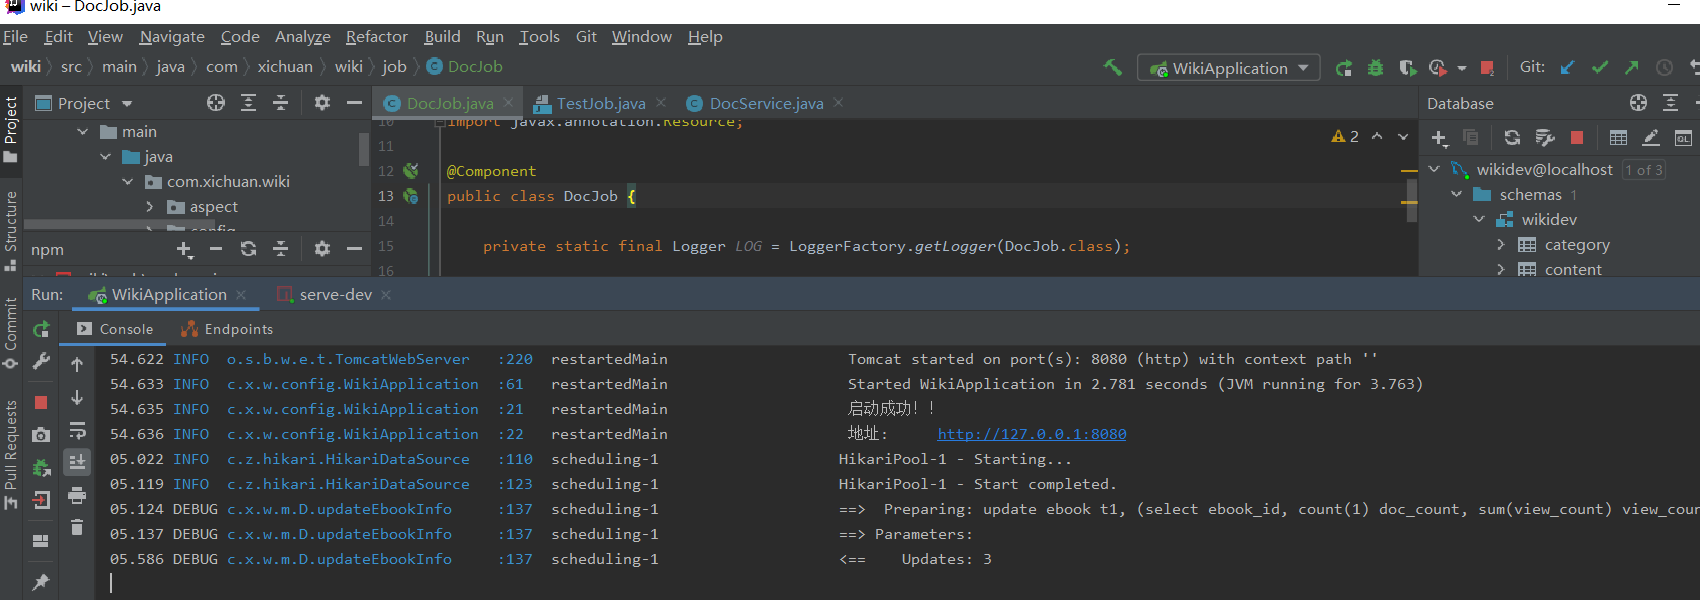 wiki – DocJob.java
File Edit View Navigate Code Analyze Refactor Build Run Tools Git Window Help
wiki src main java com xichuan wiki job DocJob WikiApplication Git:
Project
Project
DocJob.java TestJob.java DocService.java
Database
main
java
com.xichuan.wiki
aspect
config
10 import javax.annotation.Resource;
11
12 @Component
13 public class DocJob {
14
15 private static final Logger LOG = LoggerFactory.getLogger(DocJob.class);
16
2
wikidev@localhost 1 of 3
schemas 1
wikidev
category
content
Structure
npm
Commit
Pull Requests
Run: WikiApplication serve-dev
Console Endpoints
54.622 INFO o.s.b.w.e.t.TomcatWebServer :220 restartedMain Tomcat started on port(s): 8080 (http) with context path ''
54.633 INFO c.x.w.config.WikiApplication :61 restartedMain Started WikiApplication in 2.781 seconds (JVM running for 3.763)
54.635 INFO c.x.w.config.WikiApplication :21 restartedMain 启动成功！！
54.636 INFO c.x.w.config.WikiApplication :22 restartedMain 地址: http://127.0.0.1:8080
05.022 INFO c.z.hikari.HikariDataSource :110 scheduling-1 HikariPool-1 - Starting...
05.119 INFO c.z.hikari.HikariDataSource :123 scheduling-1 HikariPool-1 - Start completed.
05.124 DEBUG c.x.w.m.D.updateEbookInfo :137 scheduling-1 ==> Preparing: update ebook t1, (select ebook_id, count(1) doc_count, sum(view_count) view_coun
05.137 DEBUG c.x.w.m.D.updateEbookInfo :137 scheduling-1 ==> Parameters:
05.586 DEBUG c.x.w.m.D.updateEbookInfo :137 scheduling-1 <== Updates: 3